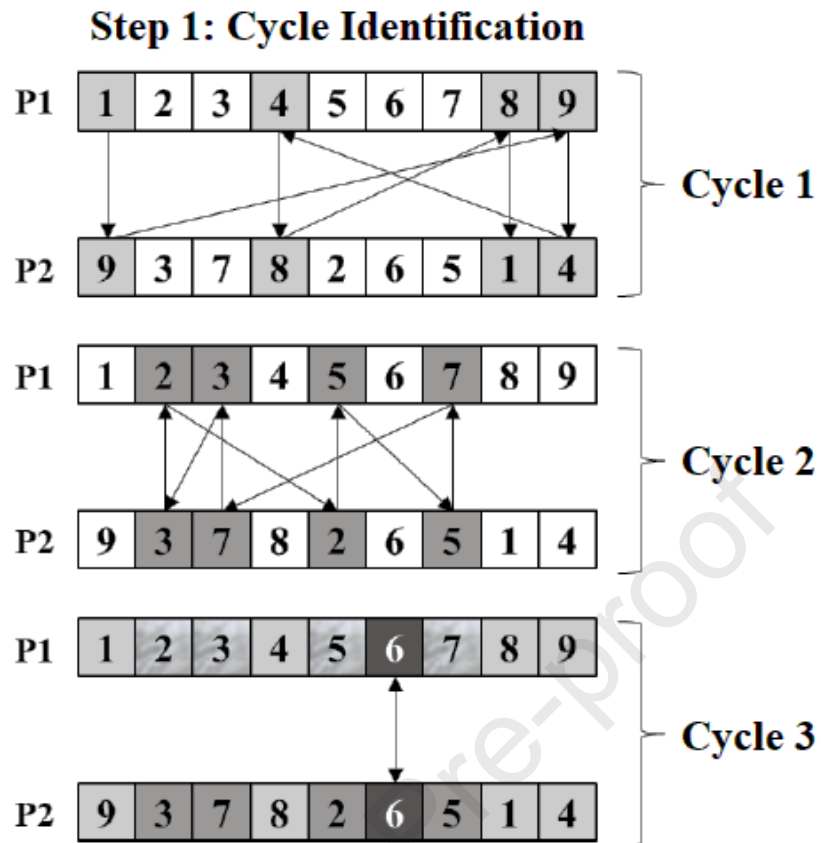 Step 1: Cycle Identification
P1 1 2 3 4 5 6 7 8 9
Cycle 1
P2 9 3 7 8 2 6 5 1 4
P1 1 2 3 4 5 6 7 8 9
Cycle 2
P2 9 3 7 8 2 6 5 1 4
P1 1 2 3 4 5 6 7 8 9
Cycle 3
P2 9 3 7 8 2 6 5 1 4
Pre-proof